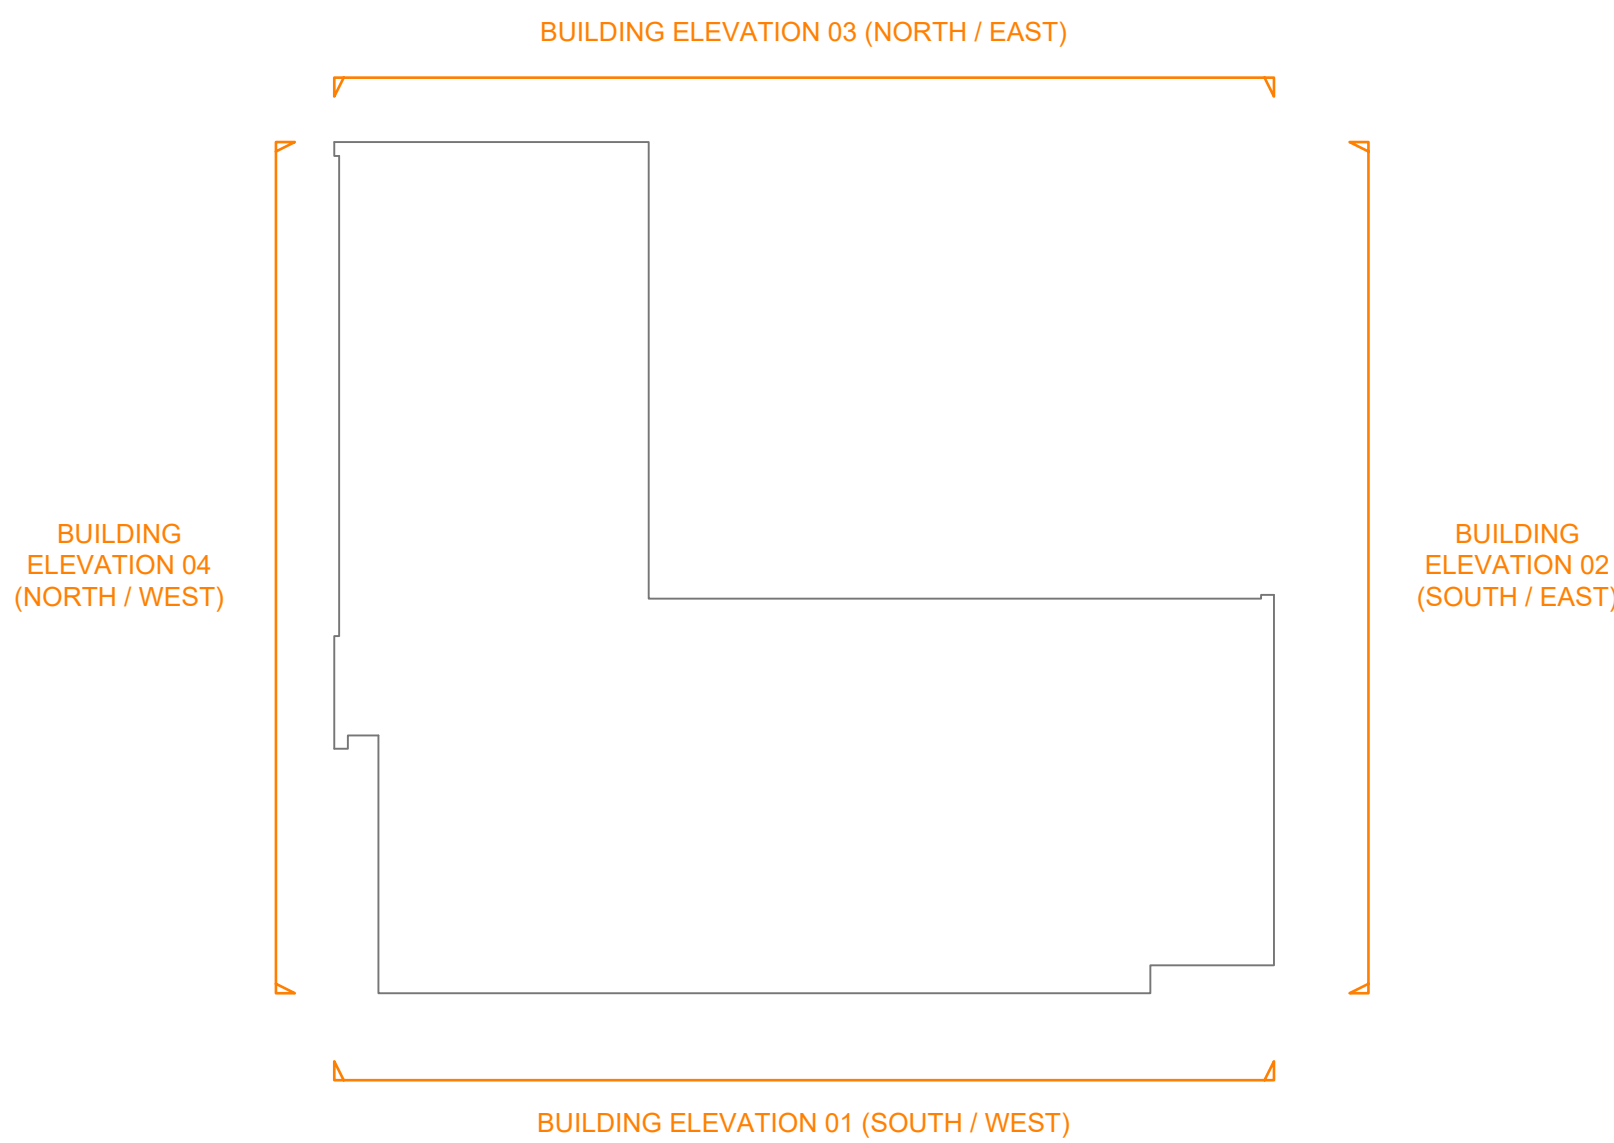 BUILDING ELEVATION 03 (NORTH / EAST)
BUILDING
ELEVATION 04
(NORTH / WEST)
BUILDING
ELEVATION 02
(SOUTH / EAST)
BUILDING ELEVATION 01 (SOUTH / WEST)